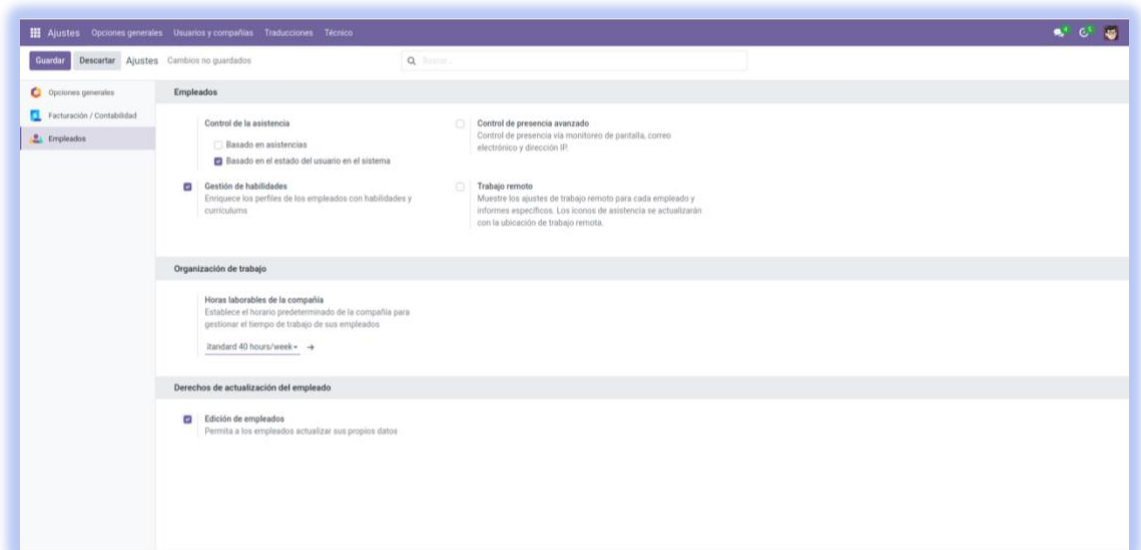 Ajustes Opciones generales Usuarios y compañías Traducciones Técnico
Guardar Descartar Ajustes Cambios no guardados Buscar...
Opciones generales
Facturación / Contabilidad
Empleados
Empleados
Control de la asistencia
Basado en asistencias
Basado en el estado del usuario en el sistema
Control de presencia avanzado
Control de presencia vía monitoreo de pantalla, correo
electrónico y dirección IP.
Gestión de habilidades
Enriquece los perfiles de los empleados con habilidades y
currículums
Trabajo remoto
Muestre los ajustes de trabajo remoto para cada empleado y
informes específicos. Los iconos de asistencia se actualizarán
con la ubicación de trabajo remota.
Organización de trabajo
Horas laborables de la compañía
Establece el horario predeterminado de la compañía para
gestionar el tiempo de trabajo de sus empleados
Standard 40 hours/week
Derechos de actualización del empleado
Edición de empleados
Permita a los empleados actualizar sus propios datos